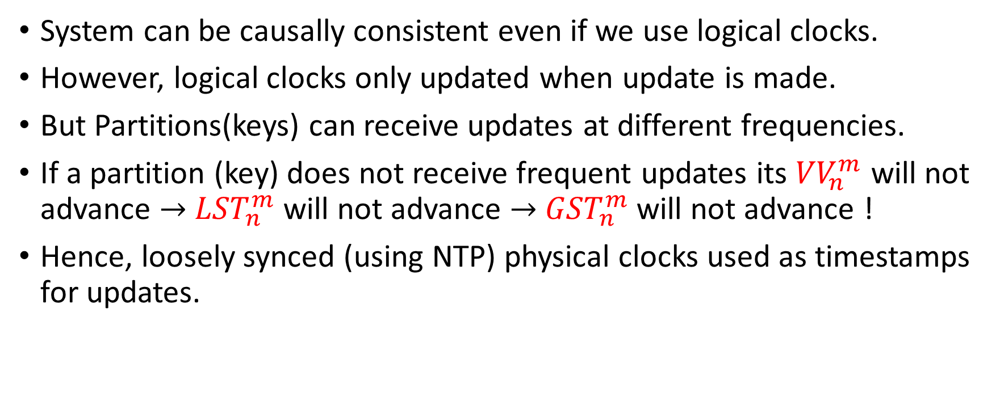 • System can be causally consistent even if we use logical clocks.
• However, logical clocks only updated when update is made.
• But Partitions(keys) can receive updates at different frequencies.
• If a partition (key) does not receive frequent updates its $VV_n^m$ will not
advance → $LST_n^m$ will not advance → $GST_n^m$ will not advance !
• Hence, loosely synced (using NTP) physical clocks used as timestamps
for updates.